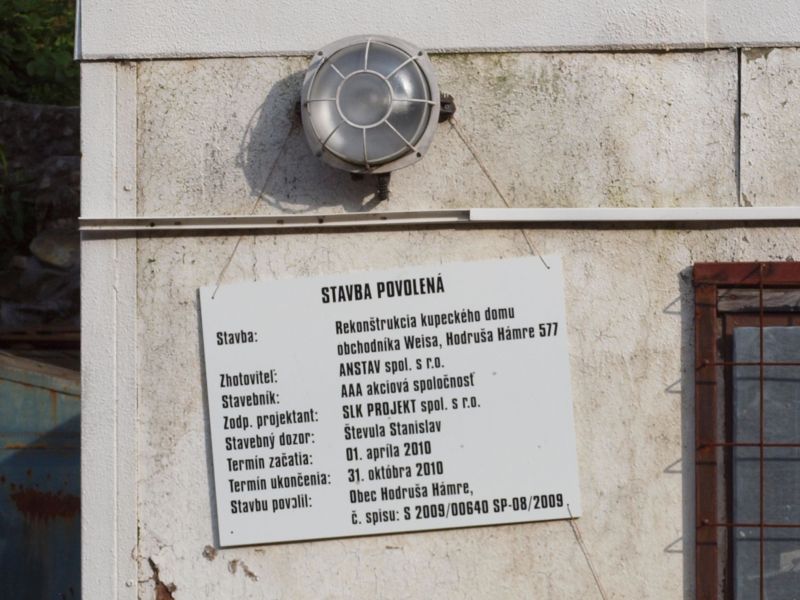 STAVBA POVOLENÁ
Stavba: Rekonštrukcia kupeckého domu
obchodníka Weisa, Hodruša Hámre 577
Zhotoviteľ: ANSTAV spol. s r.o.
Stavebník: AAA akciová spoločnosť
Zodp. projektant: SLK PROJEKT spol. s r.o.
Stavebný dozor: Števula Stanislav
Termín začatia: 01. apríla 2010
Termín ukončenia: 31. októbra 2010
Stavbu povolil: Obec Hodruša Hámre,
č. spisu: S 2009/00640 SP-08/2009